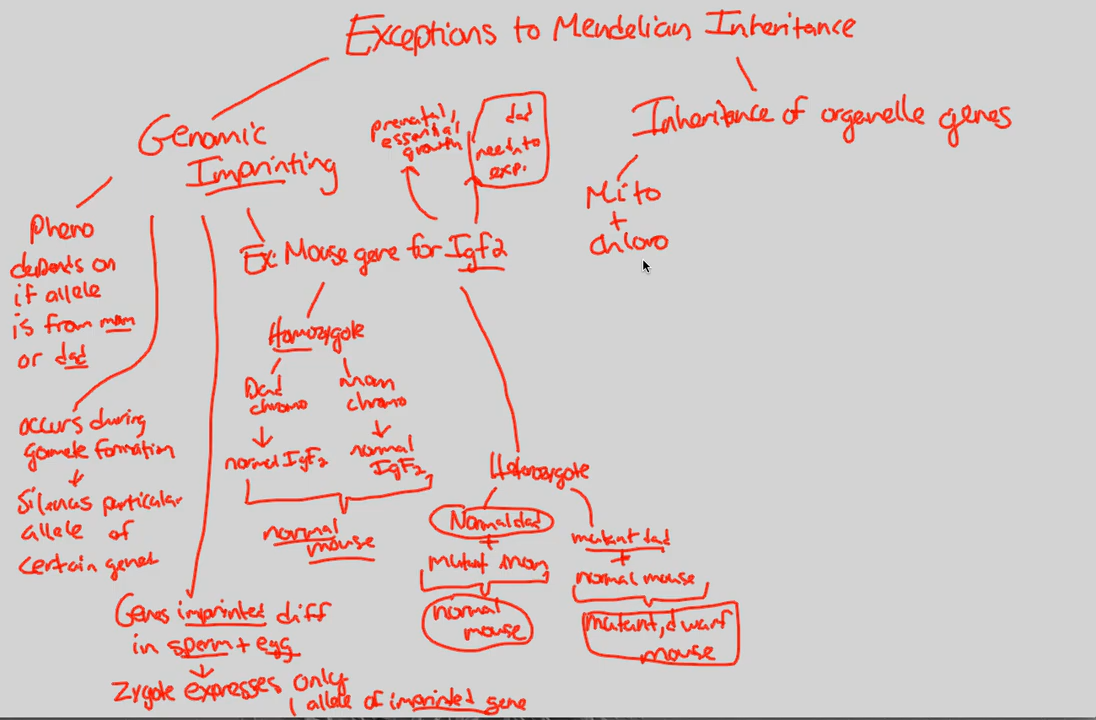 Exceptions to Mendelian Inheritance
Genomic
Imprinting
Pheno
depends on
if allele
is from mom
or dad
occurs during
gamete formation
Silences particular
allele of
certain genes
Genes imprinted diff
in sperm + egg
Zygote expresses only
1 allele of imprinted gene
Ex: Mouse gene for Igf2
prenatal,
essential
growth
dad
need to
exp.
Homozygote
Dad
chromo
normal IgF2
mom
chromo
normal
IgF2
normal
mouse
Heterozygote
Normal dad
+
mutant mom
normal
mouse
mutant dad
+
normal mouse
mutant, dwarf
mouse
Inheritance of organelle genes
Mito
+
chloro